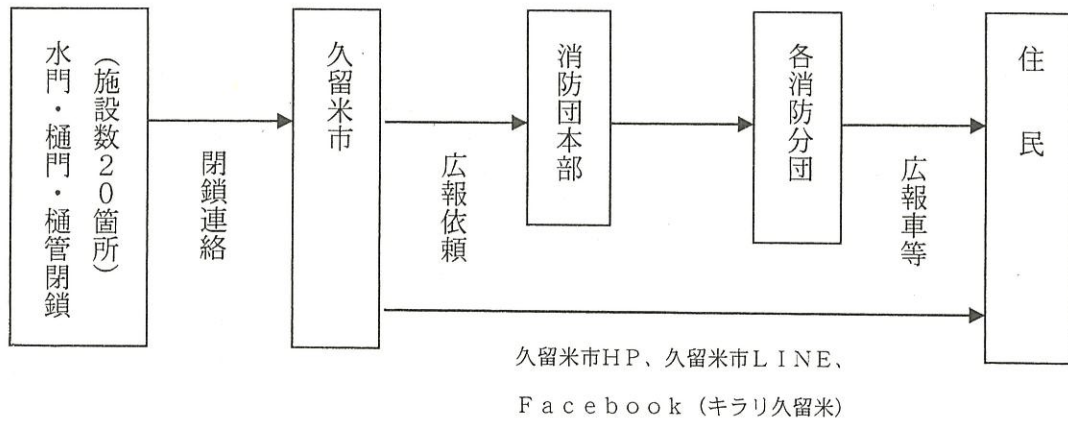 水門・樋門・樋管閉鎖
（施設数２０箇所）
閉鎖連絡
久留米市
広報依頼
消防団本部
各消防分団
広報車等
住民
久留米市HP、久留米市ＬＩＮＥ、
Ｆａｃｅｂｏｏｋ（キラリ久留米）